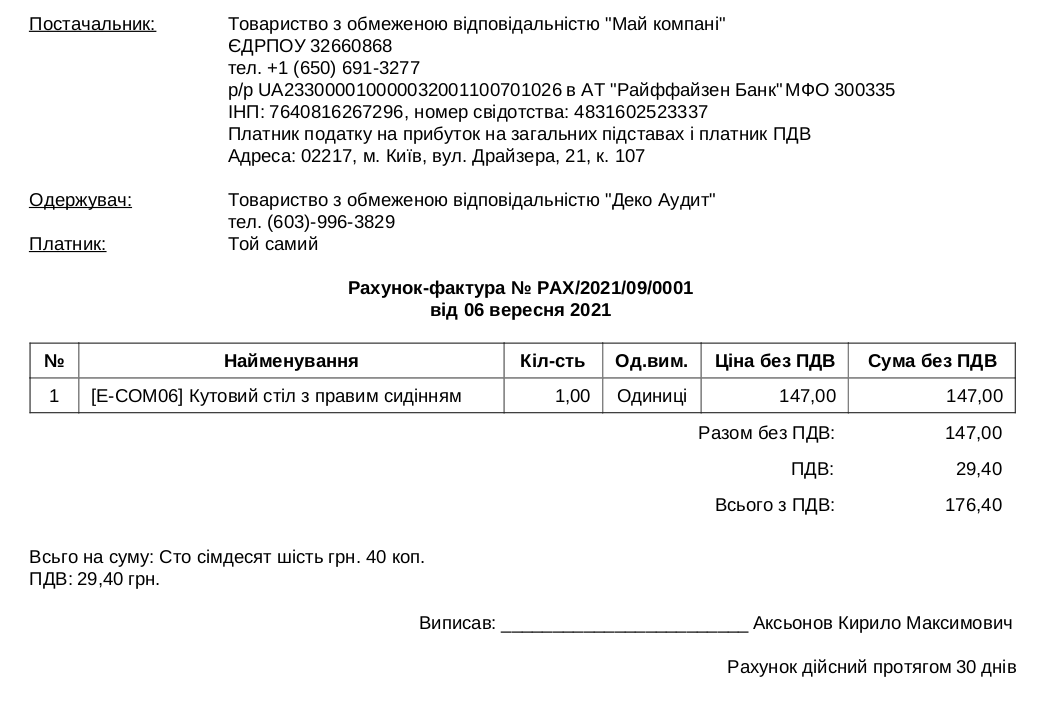 Постачальник: Товариство з обмеженою відповідальністю "Май компані"
ЄДРПОУ 32660868
тел. +1 (650) 691-3277
р/р UA233000010000032001100701026 в АТ "Райффайзен Банк" МФО 300335
ІНП: 7640816267296, номер свідотства: 4831602523337
Платник податку на прибуток на загальних підставах і платник ПДВ
Адреса: 02217, м. Київ, вул. Драйзера, 21, к. 107
Одержувач: Товариство з обмеженою відповідальністю "Деко Аудит"
тел. (603)-996-3829
Платник: Той самий
Рахунок-фактура № РАХ/2021/09/0001
від 06 вересня 2021
№ Найменування Кіл-сть Од.вим. Ціна без ПДВ Сума без ПДВ
1 [E-COM06] Кутовий стіл з правим сидінням 1,00 Одиниці 147,00 147,00
Разом без ПДВ: 147,00
ПДВ: 29,40
Всього з ПДВ: 176,40
Всьго на суму: Сто сімдесят шість грн. 40 коп.
ПДВ: 29,40 грн.
Виписав: _________________________ Аксьонов Кирило Максимович
Рахунок дійсний протягом 30 днів